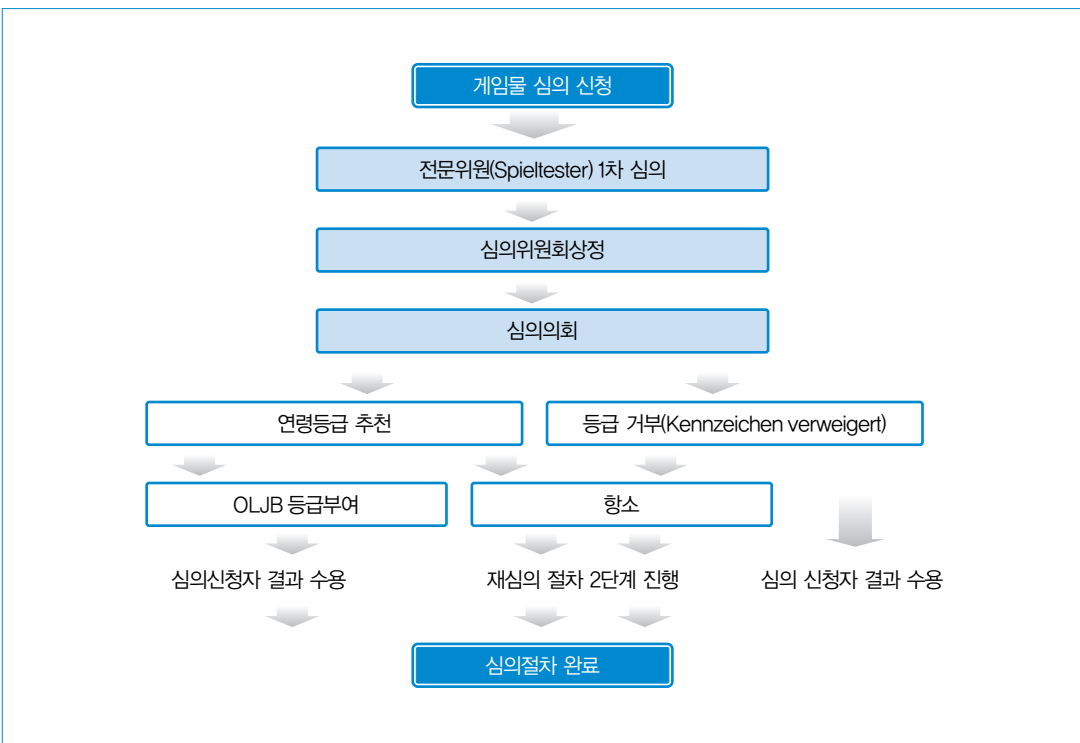 게임물 심의 신청
전문위원(Spieltester) 1차 심의
심의위원회상정
심의의회
연령등급 추천
등급 거부(Kennzeichen verweigert)
OLJB 등급부여
항소
심의신청자 결과 수용
재심의 절차 2단계 진행
심의 신청자 결과 수용
심의절차 완료